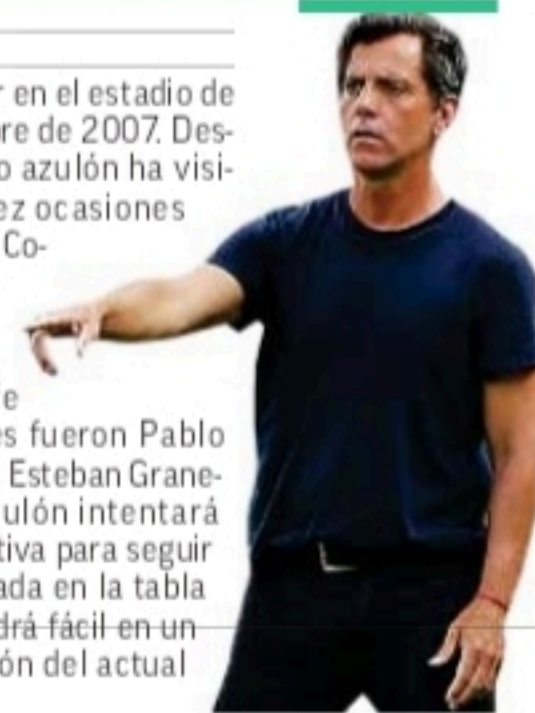 r en el estadio de
re de 2007. Des-
o azulón ha visi-
ez ocasiones
Co-
e
es fueron Pablo
Esteban Grane-
ulón intentará
tiva para seguir
ada en la tabla
drá fácil en un
ón del actual